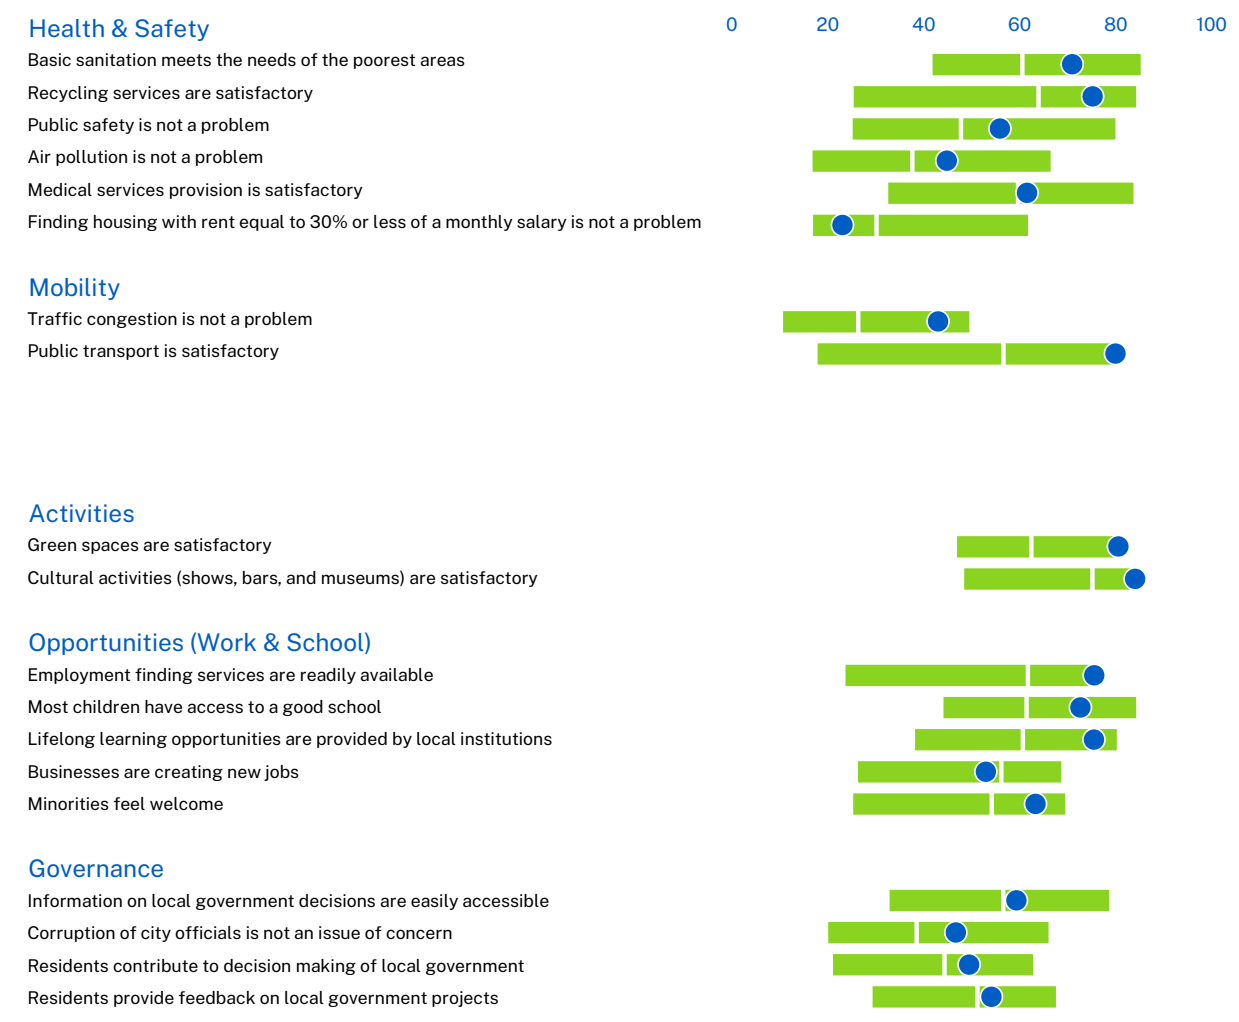 Health & Safety
0 20 40 60 80 100
Basic sanitation meets the needs of the poorest areas
Recycling services are satisfactory
Public safety is not a problem
Air pollution is not a problem
Medical services provision is satisfactory
Finding housing with rent equal to 30% or less of a monthly salary is not a problem
Mobility
Traffic congestion is not a problem
Public transport is satisfactory
Activities
Green spaces are satisfactory
Cultural activities (shows, bars, and museums) are satisfactory
Opportunities (Work & School)
Employment finding services are readily available
Most children have access to a good school
Lifelong learning opportunities are provided by local institutions
Businesses are creating new jobs
Minorities feel welcome
Governance
Information on local government decisions are easily accessible
Corruption of city officials is not an issue of concern
Residents contribute to decision making of local government
Residents provide feedback on local government projects